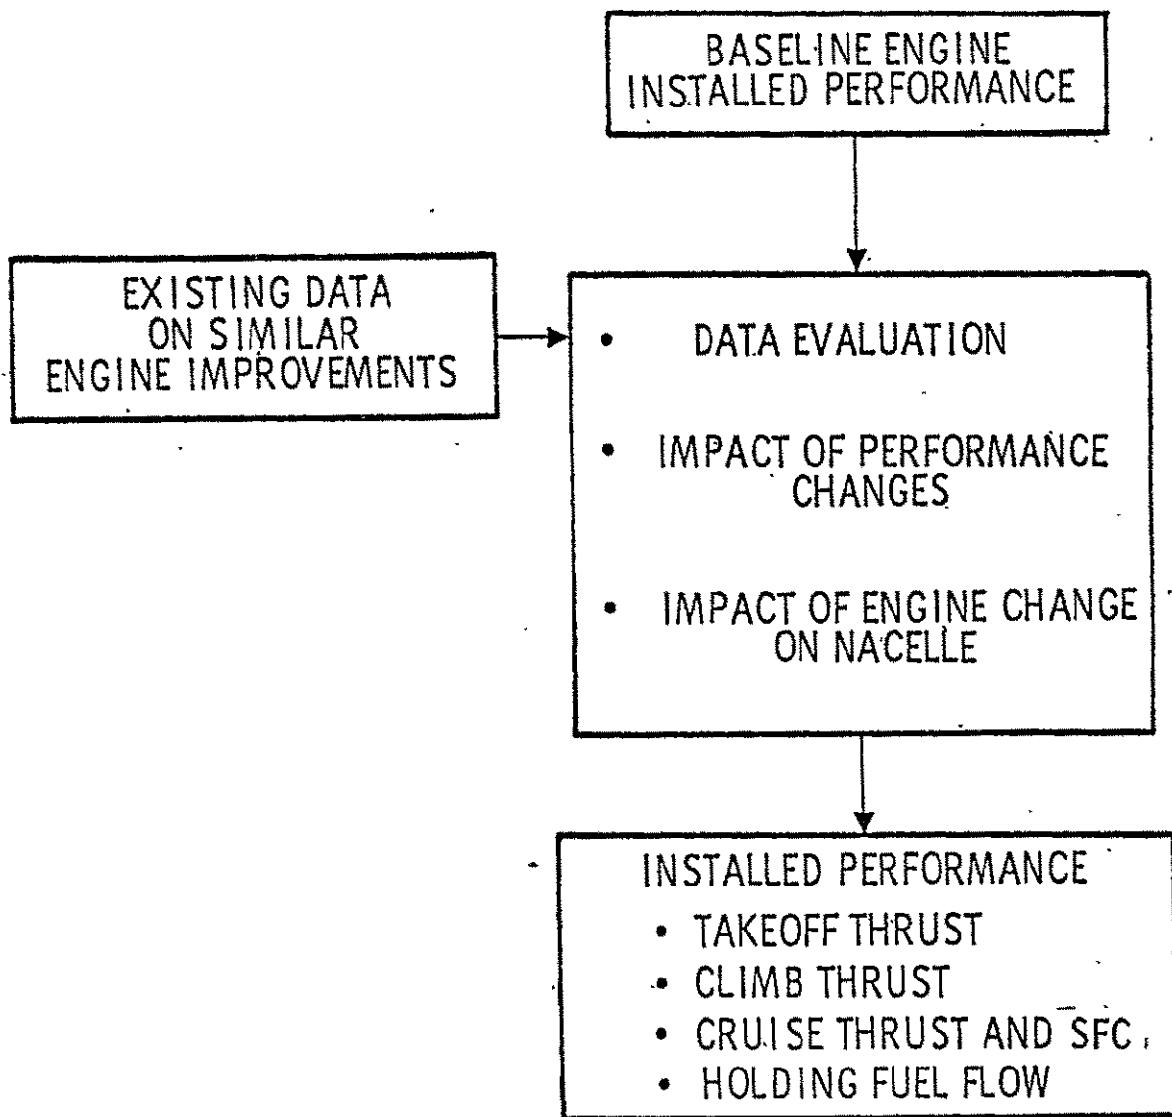 BASELINE ENGINE
INSTALLED PERFORMANCE
EXISTING DATA
ON SIMILAR
ENGINE IMPROVEMENTS
• DATA EVALUATION
• IMPACT OF PERFORMANCE
CHANGES
• IMPACT OF ENGINE CHANGE
ON NACELLE
INSTALLED PERFORMANCE
• TAKEOFF THRUST
• CLIMB THRUST
• CRUISE THRUST AND SFC
• HOLDING FUEL FLOW